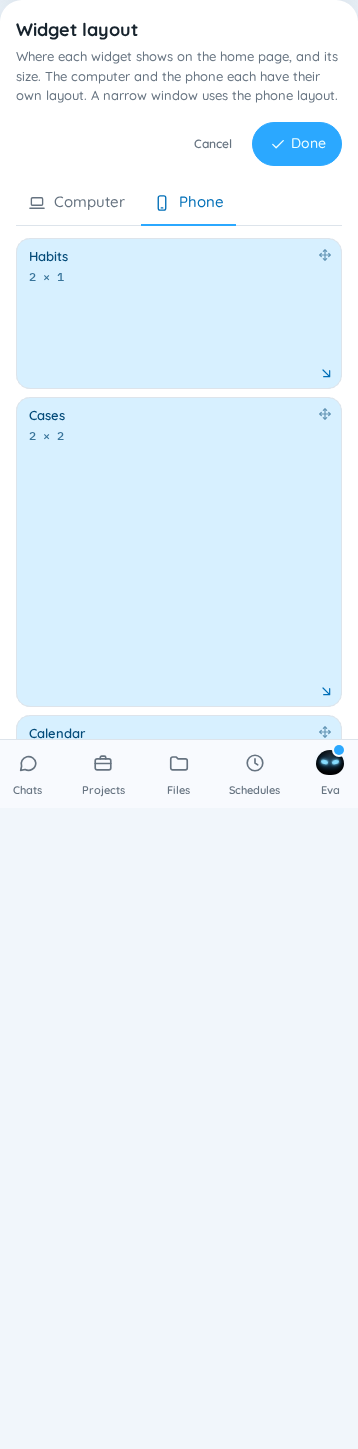 Widget layout
Where each widget shows on the home page, and its
size. The computer and the phone each have their
own layout. A narrow window uses the phone layout.
Cancel
Done
Computer
Phone
Habits
2 × 1
Cases
2 × 2
Calendar
Chats
Projects
Files
Schedules
Eva